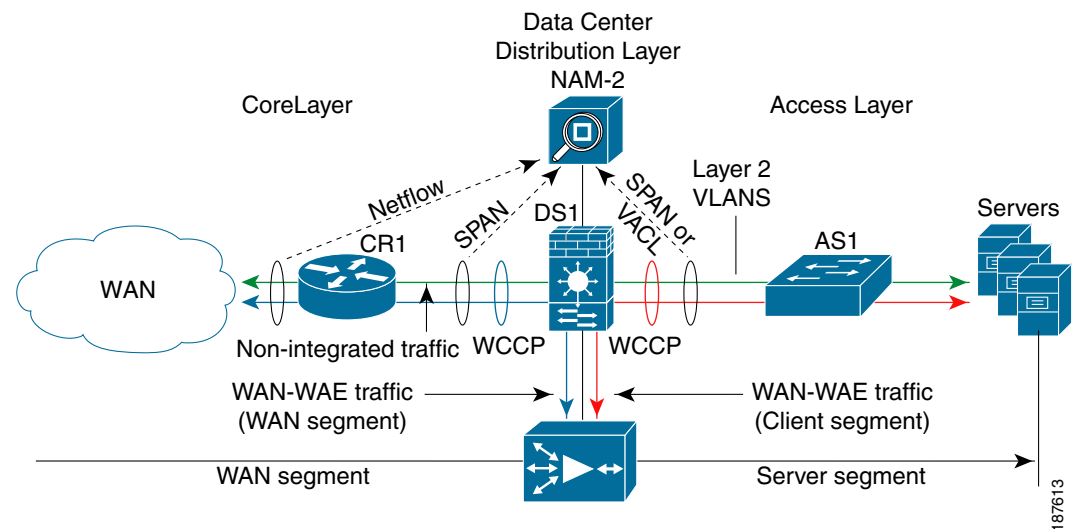 Data Center
Distribution Layer
NAM-2
CoreLayer
Access Layer
Netflow
SPAN
SPAN or
VACL
Layer 2
VLANS
DS1
CR1
AS1
Servers
WAN
Non-integrated traffic
WCCP
WCCP
WAN-WAE traffic
(WAN segment)
WAN-WAE traffic
(Client segment)
WAN segment
Server segment
187613